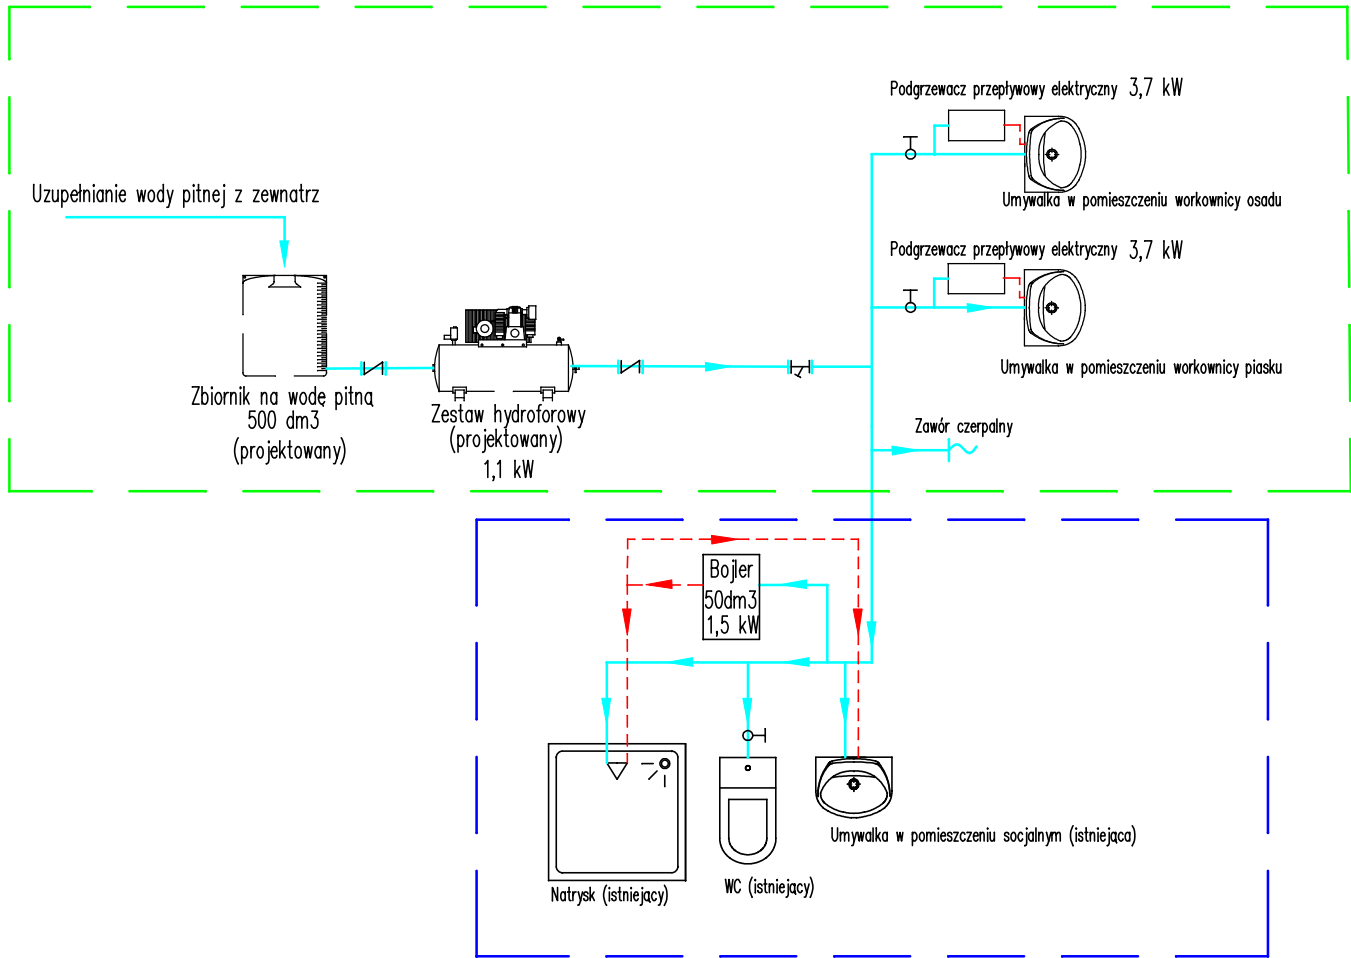 Podgrzewacz przepływowy elektryczny 3,7 kW
Umywalka w pomieszczeniu workownicy osadu
Uzupełnianie wody pitnej z zewnatrz
Podgrzewacz przepływowy elektryczny 3,7 kW
Umywalka w pomieszczeniu workownicy piasku
Zbiornik na wodę pitną
500 dm3
(projektowany)
Zestaw hydroforowy
(projektowany)
1,1 kW
Zawór czerpalny
Bojler
50dm3
1,5 kW
Umywalka w pomieszczeniu socjalnym (istniejąca)
Natrysk (istniejący)
WC (istniejący)